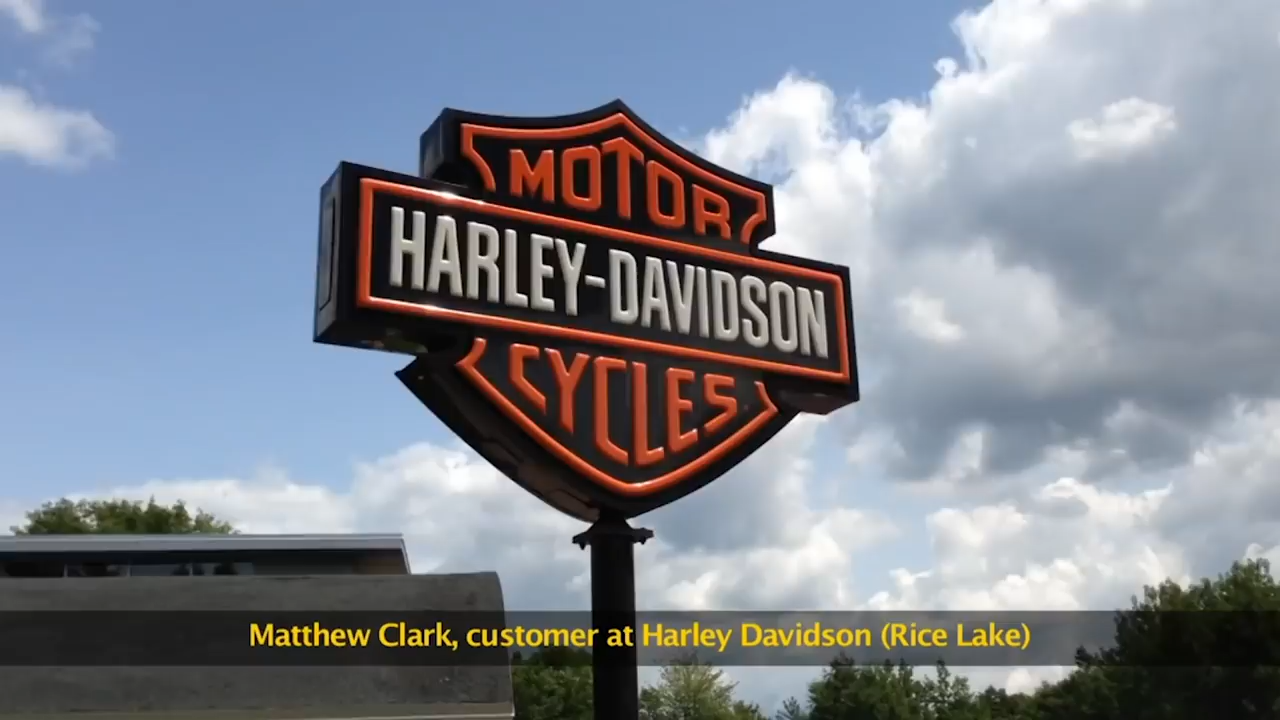 MOTOR
HARLEY-DAVIDSON
CYCLES
Matthew Clark, customer at Harley Davidson (Rice Lake)